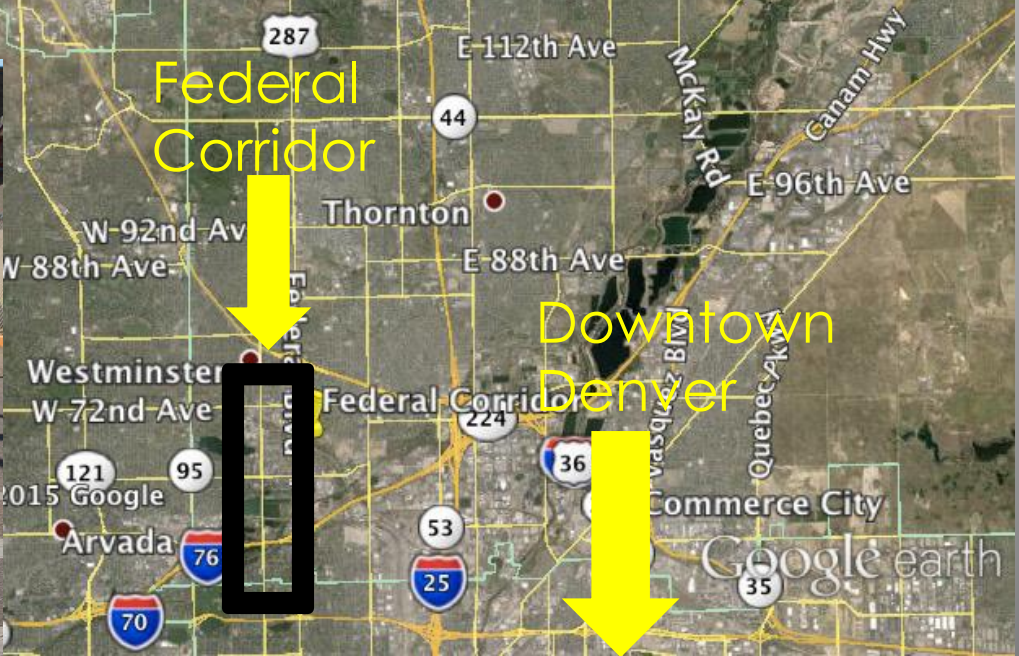 287
E 112th Ave
Federal
Corridor
McKay Rd
Canam Hwy
44
E 96th Ave
Thornton
W 92nd Av
W 88th Ave
E 88th Ave
Federal Blvd
Downtown
Denver
Westminster
W 72nd Ave
Federal Corridor
224
Vasquez Blvd
Quebec Pkwy
36
121
95
2015 Google
Commerce City
53
Arvada
76
Google earth
25
35
70